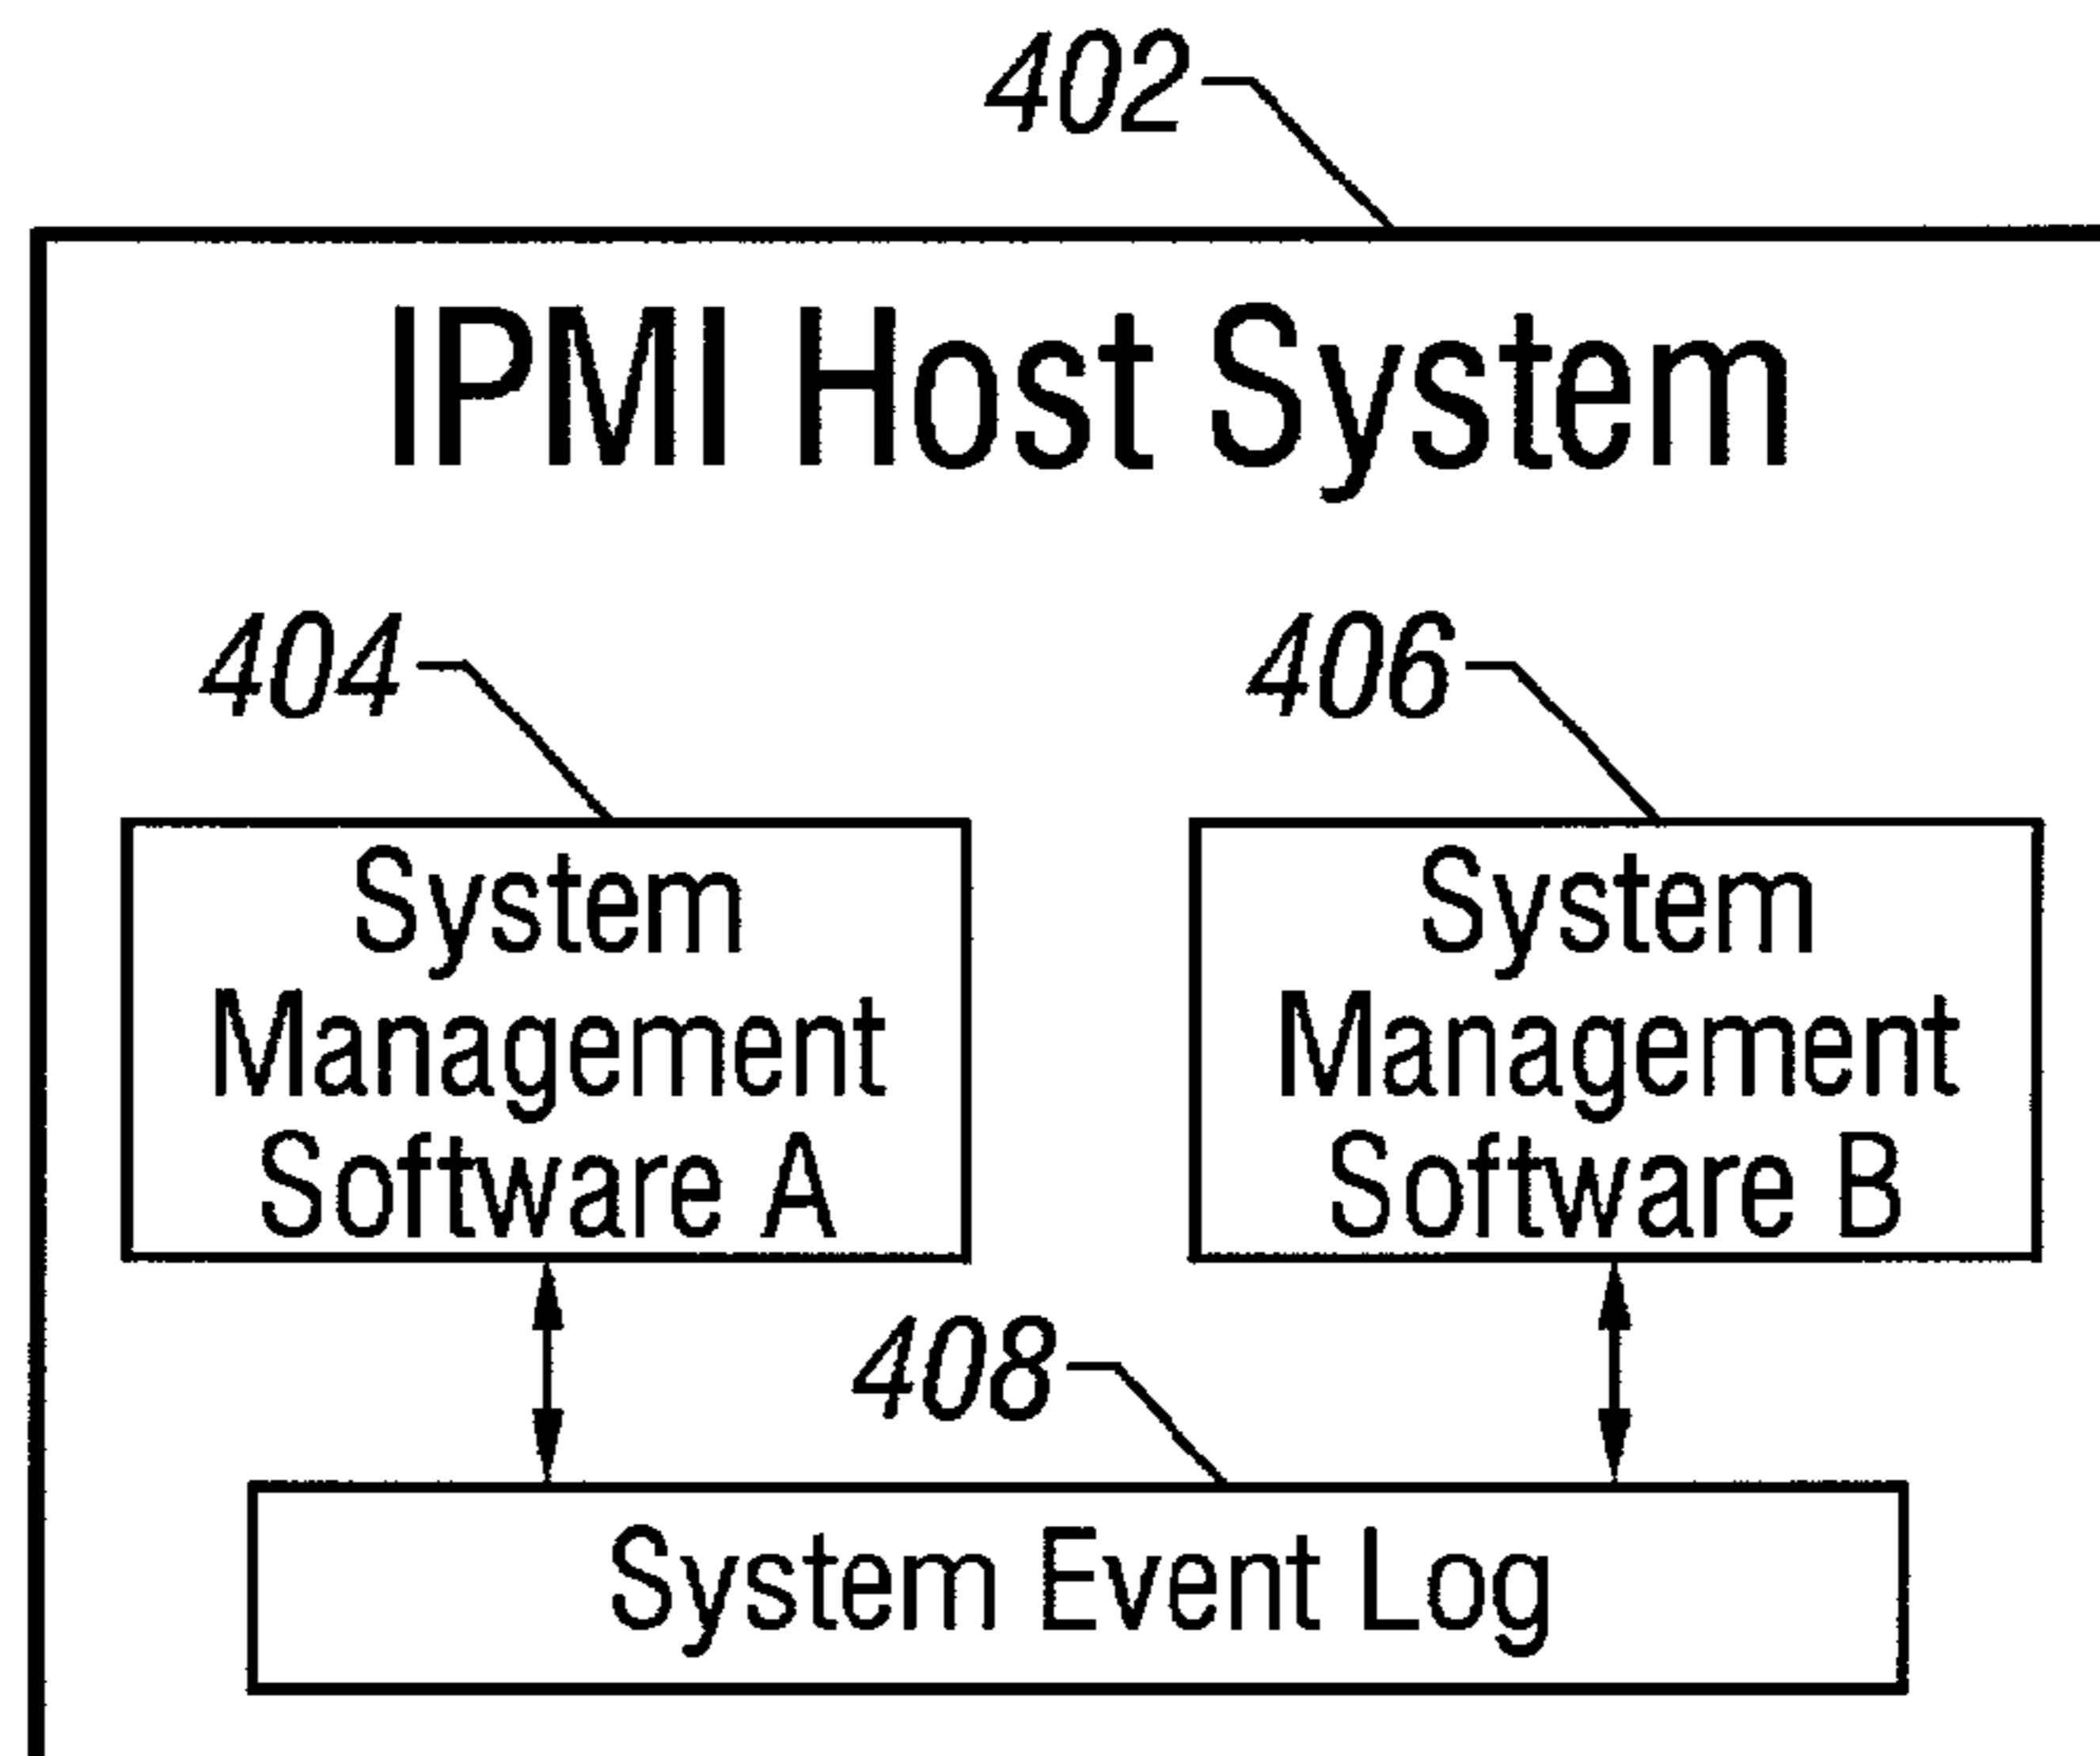 402
IPMI Host System
404
406
System
Management
Software A
System
Management
Software B
408
System Event Log